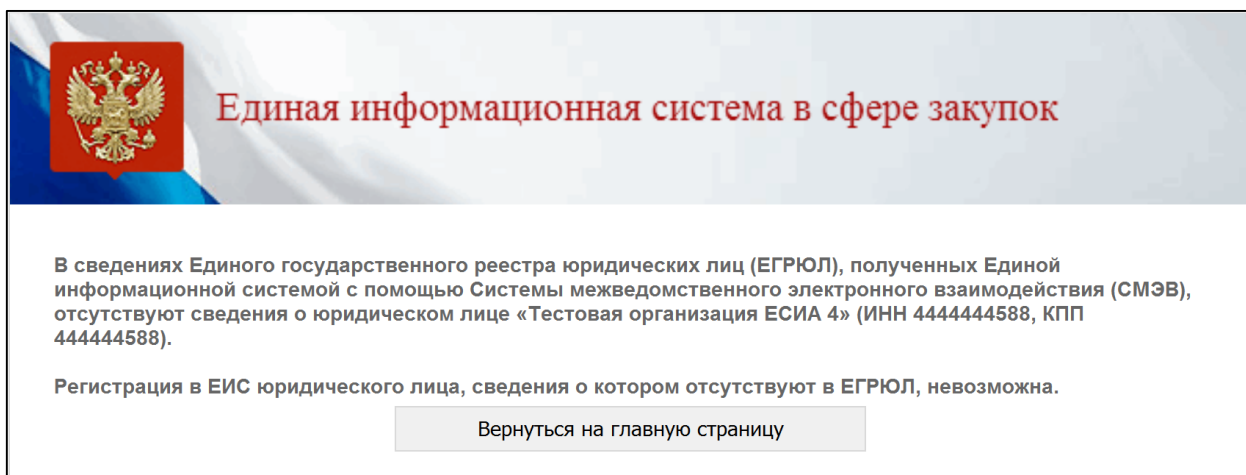 Единая информационная система в сфере закупок
В сведениях Единого государственного реестра юридических лиц (ЕГРЮЛ), полученных Единой
информационной системой с помощью Системы межведомственного электронного взаимодействия (СМЭВ),
отсутствуют сведения о юридическом лице «Тестовая организация ЕСИА 4» (ИНН 4444444588, КПП
444444588).
Регистрация в ЕИС юридического лица, сведения о котором отсутствуют в ЕГРЮЛ, невозможна.
Вернуться на главную страницу